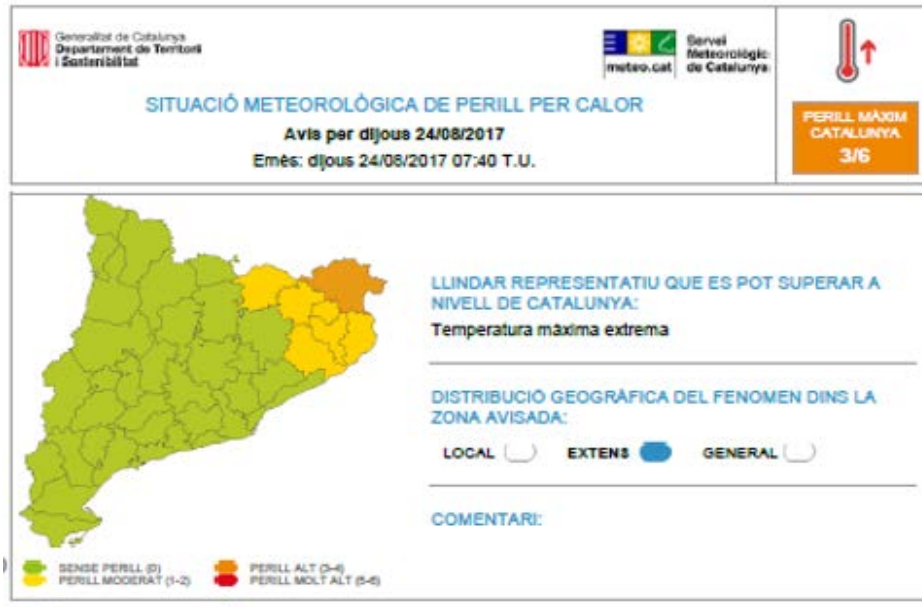 Generalitat de Catalunya
Departament de Territori
i Sostenibilitat
meteo.cat
Servei
Meteorològic
de Catalunya
SITUACIÓ METEOROLÒGICA DE PERILL PER CALOR
Avís per dijous 24/08/2017
Emès: dijous 24/08/2017 07:40 T.U.
PERILL MÀXIM
CATALUNYA
3/6
LLINDAR REPRESENTATIU QUE ES POT SUPERAR A
NIVELL DE CATALUNYA:
Temperatura màxima extrema
DISTRIBUCIÓ GEOGRÀFICA DEL FENOMEN DINS LA
ZONA AVISADA:
LOCAL EXTENS GENERAL
COMENTARI:
SENSE PERILL (0) PERILL ALT (3-4)
PERILL MODERAT (1-2) PERILL MOLT ALT (5-6)